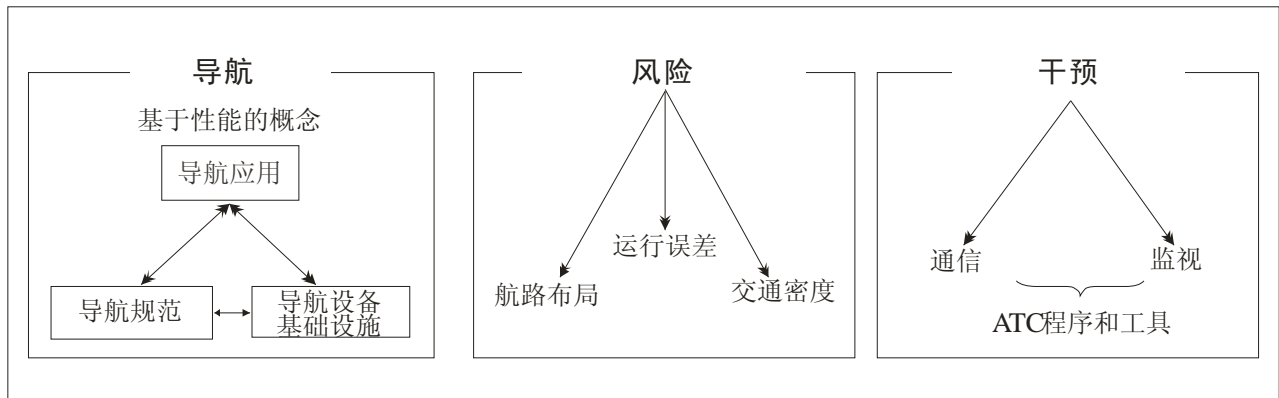 导航
基于性能的概念
导航应用
导航规范
导航设备
基础设施
风险
运行误差
航路布局
交通密度
干预
通信
监视
ATC程序和工具